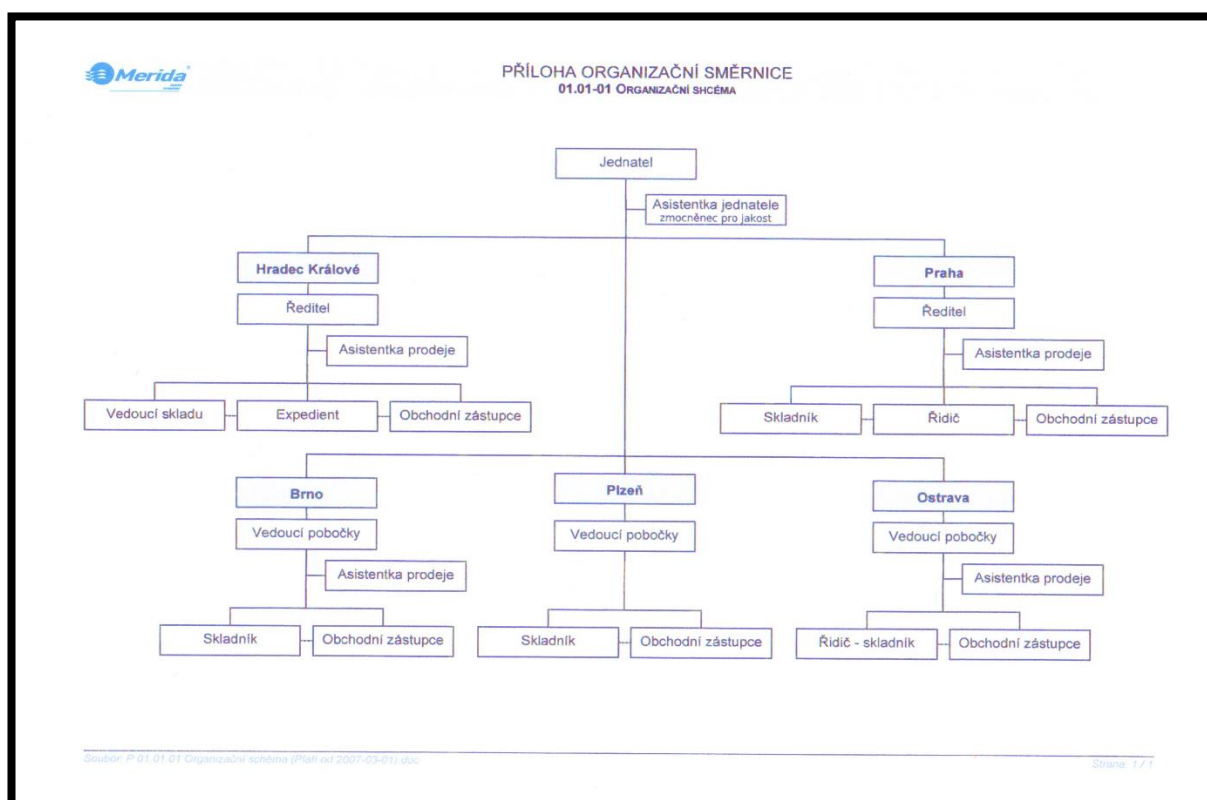 Merida
PŘÍLOHA ORGANIZAČNÍ SMĚRNICE
01.01-01 ORGANIZAČNÍ SHCÉMA
Jednatel
Asistentka jednatele
zmocněnec pro jakost
Hradec Králové
Praha
Ředitel
Ředitel
Asistentka prodeje
Asistentka prodeje
Vedoucí skladu
Expedient
Obchodní zástupce
Skladník
Řidič
Obchodní zástupce
Brno
Plzeň
Ostrava
Vedoucí pobočky
Vedoucí pobočky
Vedoucí pobočky
Asistentka prodeje
Asistentka prodeje
Skladník
Obchodní zástupce
Skladník
Obchodní zástupce
Řidič - skladník
Obchodní zástupce
Soubor: P 01.01.01 Organizační schéma (Platí od 2007-03-01).doc
Strana: 1 / 1